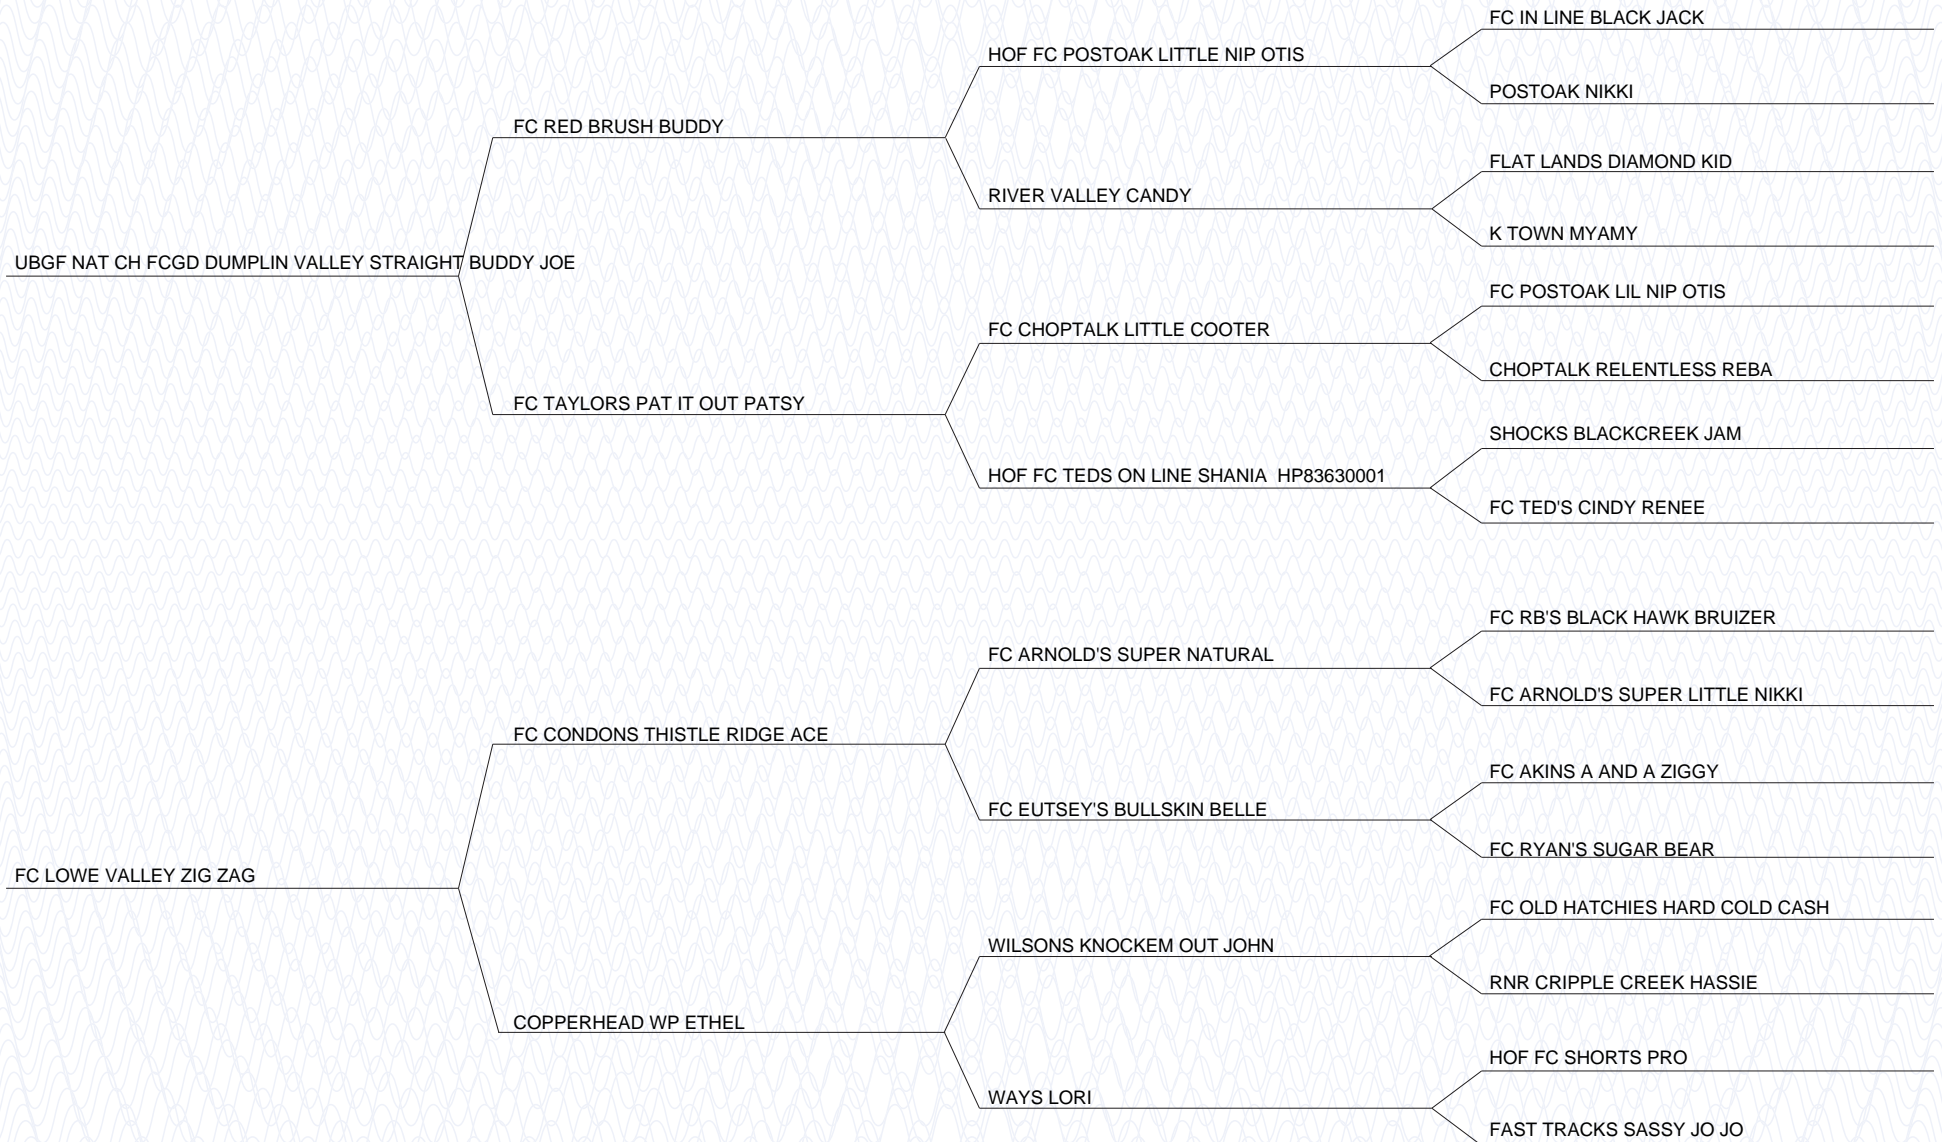 FC IN LINE BLACK JACK
HOF FC POSTOAK LITTLE NIP OTIS
POSTOAK NIKKI
FC RED BRUSH BUDDY
FLAT LANDS DIAMOND KID
RIVER VALLEY CANDY
K TOWN MYAMY
UBGF NAT CH FCGD DUMPLIN VALLEY STRAIGHT BUDDY JOE
FC POSTOAK LIL NIP OTIS
FC CHOPTALK LITTLE COOTER
CHOPTALK RELENTLESS REBA
FC TAYLORS PAT IT OUT PATSY
SHOCKS BLACKCREEK JAM
HOF FC TEDS ON LINE SHANIA HP83630001
FC TED'S CINDY RENEE
FC RB'S BLACK HAWK BRUIZER
FC ARNOLD'S SUPER NATURAL
FC ARNOLD'S SUPER LITTLE NIKKI
FC CONDONS THISTLE RIDGE ACE
FC AKINS A AND A ZIGGY
FC EUTSEY'S BULLSKIN BELLE
FC RYAN'S SUGAR BEAR
FC LOWE VALLEY ZIG ZAG
FC OLD HATCHIES HARD COLD CASH
WILSONS KNOCKEM OUT JOHN
RNR CRIPPLE CREEK HASSIE
COPPERHEAD WP ETHEL
HOF FC SHORTS PRO
WAYS LORI
FAST TRACKS SASSY JO JO